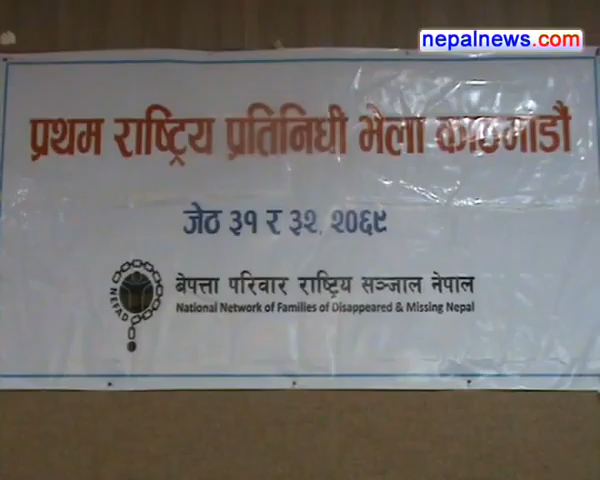 nepalnews.com
प्रथम राष्ट्रिय प्रतिनिधी भेला काठमाडौं
जेठ ३१ र ३२, २०६९
बेपत्ता परिवार राष्ट्रिय सञ्जाल नेपाल
National Network of Families of Disappeared & Missing Nepal
NEFAD